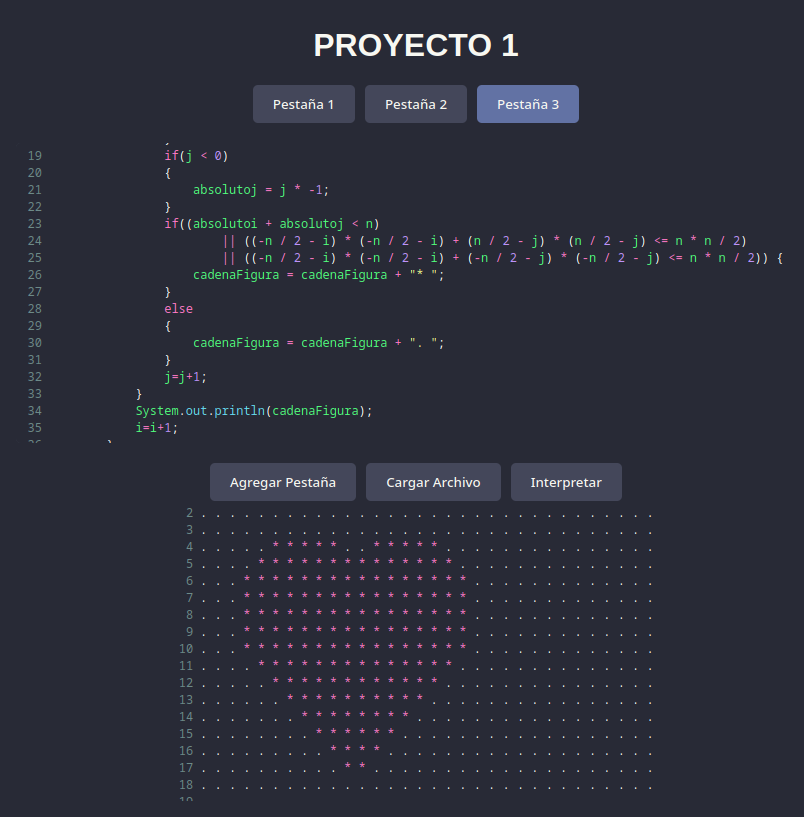 PROYECTO 1
Pestaña 1 Pestaña 2 Pestaña 3
19 if(j < 0)
20 {
21 absolutoj = j * -1;
22 }
23 if((absolutoi + absolutoj < n)
24 || ((-n / 2 - i) * (-n / 2 - i) + (n / 2 - j) * (n / 2 - j) <= n * n / 2)
25 || ((-n / 2 - i) * (-n / 2 - i) + (-n / 2 - j) * (-n / 2 - j) <= n * n / 2)) {
26 cadenaFigura = cadenaFigura + "* ";
27 }
28 else
29 {
30 cadenaFigura = cadenaFigura + ". ";
31 }
32 j=j+1;
33 }
34 System.out.println(cadenaFigura);
35 i=i+1;
Agregar Pestaña Cargar Archivo Interpretar
2 . . . . . . . . . . . . . . . . . . . . . . . . . . . . . . . .
3 . . . . . . . . . . . . . . . . . . . . . . . . . . . . . . . .
4 . . . . . * * * * * . . * * * * * . . . . . . . . . . . . . . .
5 . . . . * * * * * * * * * * * * * * . . . . . . . . . . . . . .
6 . . . * * * * * * * * * * * * * * * * . . . . . . . . . . . . .
7 . . . * * * * * * * * * * * * * * * * . . . . . . . . . . . . .
8 . . . * * * * * * * * * * * * * * * * . . . . . . . . . . . . .
9 . . . * * * * * * * * * * * * * * * * . . . . . . . . . . . . .
10 . . . * * * * * * * * * * * * * * * * . . . . . . . . . . . . .
11 . . . . * * * * * * * * * * * * * * . . . . . . . . . . . . . .
12 . . . . . * * * * * * * * * * * * . . . . . . . . . . . . . . .
13 . . . . . . * * * * * * * * * * . . . . . . . . . . . . . . . .
14 . . . . . . . * * * * * * * * . . . . . . . . . . . . . . . . .
15 . . . . . . . . * * * * * * . . . . . . . . . . . . . . . . . .
16 . . . . . . . . . * * * * . . . . . . . . . . . . . . . . . . .
17 . . . . . . . . . . * * . . . . . . . . . . . . . . . . . . . .
18 . . . . . . . . . . . . . . . . . . . . . . . . . . . . . . . .